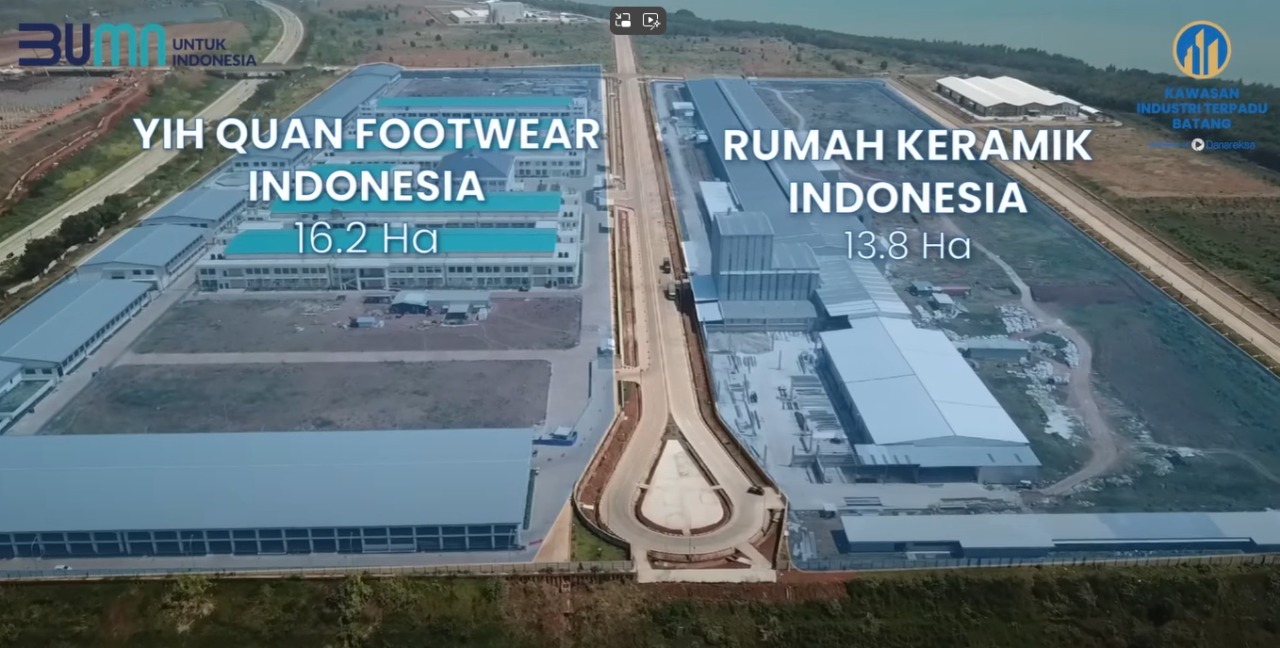 BUMN UNTUK
INDONESIA
KAWASAN
INDUSTRI TERPADU
BATANG
Danareksa
YIH QUAN FOOTWEAR
INDONESIA
16.2 Ha
RUMAH KERAMIK
INDONESIA
13.8 Ha